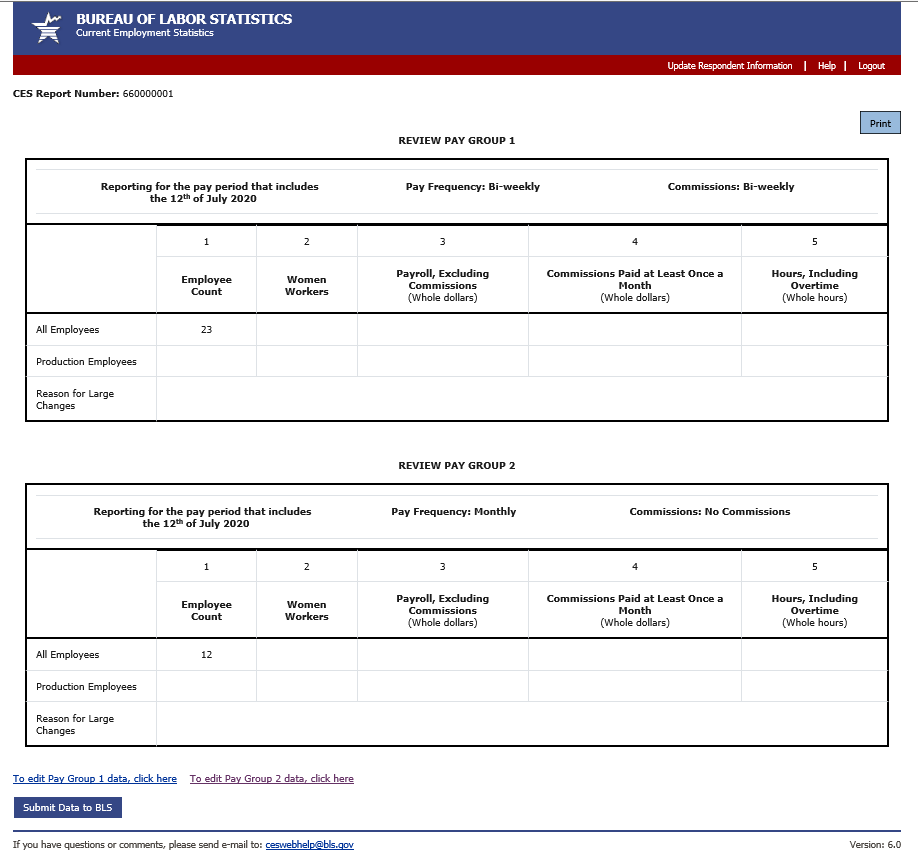 BUREAU OF LABOR STATISTICS
Current Employment Statistics
Update Respondent Information | Help | Logout
CES Report Number: 660000001
Print
REVIEW PAY GROUP 1
Reporting for the pay period that includes
the 12th of July 2020
Pay Frequency: Bi-weekly
Commissions: Bi-weekly
1 2 3 4 5
Employee
Count
Women
Workers
Payroll, Excluding
Commissions
(Whole dollars)
Commissions Paid at Least Once a
Month
(Whole dollars)
Hours, Including
Overtime
(Whole hours)
All Employees 23
Production Employees
Reason for Large
Changes
REVIEW PAY GROUP 2
Reporting for the pay period that includes
the 12th of July 2020
Pay Frequency: Monthly
Commissions: No Commissions
1 2 3 4 5
Employee
Count
Women
Workers
Payroll, Excluding
Commissions
(Whole dollars)
Commissions Paid at Least Once a
Month
(Whole dollars)
Hours, Including
Overtime
(Whole hours)
All Employees 12
Production Employees
Reason for Large
Changes
To edit Pay Group 1 data, click here To edit Pay Group 2 data, click here
Submit Data to BLS
If you have questions or comments, please send e-mail to: ceswebhelp@bls.gov Version: 6.0